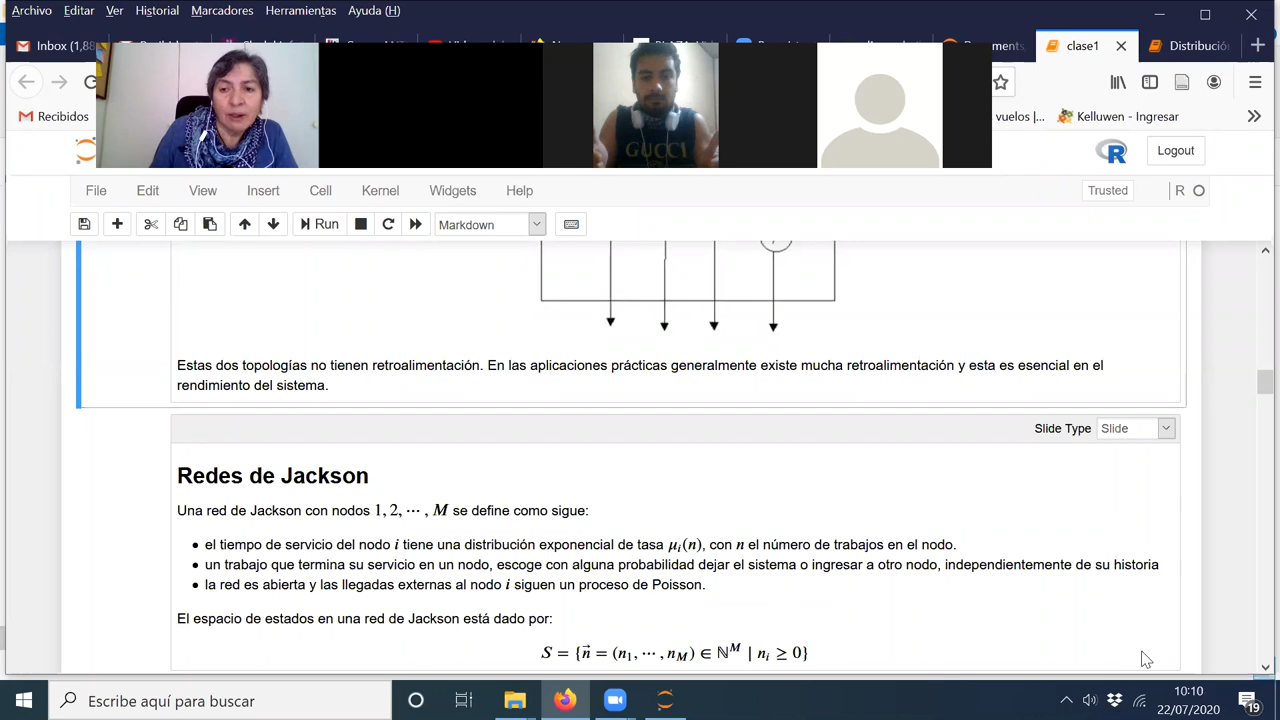 Archivo Editar Ver Historial Marcadores Herramientas Ayuda (H)
Inbox (1,88
clase1
Distribució
Recibidos
vuelos |...
Kelluwen - Ingresar
GUCCI
R
Logout
File Edit View Insert Cell Kernel Widgets Help
Trusted
R
Run
Markdown
Estas dos topologías no tienen retroalimentación. En las aplicaciones prácticas generalmente existe mucha retroalimentación y esta es esencial en el
rendimiento del sistema.
Slide Type Slide
Redes de Jackson
Una red de Jackson con nodos 1, 2, ⋯ , M se define como sigue:
• el tiempo de servicio del nodo i tiene una distribución exponencial de tasa μᵢ(n), con n el número de trabajos en el nodo.
• un trabajo que termina su servicio en un nodo, escoge con alguna probabilidad dejar el sistema o ingresar a otro nodo, independientemente de su historia
• la red es abierta y las llegadas externas al nodo i siguen un proceso de Poisson.
El espacio de estados en una red de Jackson está dado por:
S = {n⃗ = (n₁, ⋯ , n_M) ∈ ℕᴹ | nᵢ ≥ 0}
Escribe aquí para buscar
10:10
22/07/2020
19